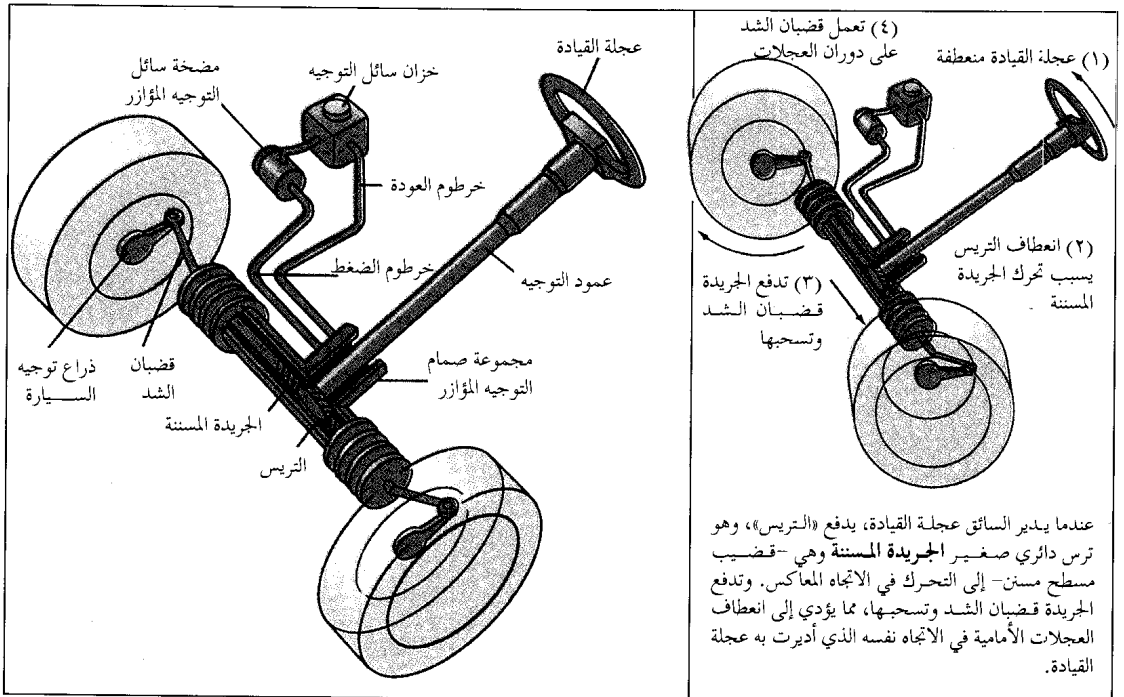 (٤) تعمل قضبان الشد
على دوران العجلات
(١) عجلة القيادة منعطفة
(٢) انعطاف التريس
يسبب تحرك الجريدة
المسننة
(٣) تدفع الجريدة
قضبان الشد
وتسحبها
عندما يدير السائق عجلة القيادة، يدفع «التريس»، وهو
ترس دائري صغير الجريدة المسننة وهي -قضيب
مسطح مسنن- إلى التحرك في الاتجاه المعاكس. وتدفع
الجريدة قضبان الشد وتسحبها، مما يؤدي إلى انعطاف
العجلات الأمامية في الاتجاه نفسه الذي أديرت به عجلة
القيادة.
عجلة القيادة
خزان سائل التوجيه
مضخة سائل
التوجيه المؤازر
خرطوم العودة
خرطوم الضغط
عمود التوجيه
مجموعة صمام
التوجيه المؤازر
قضبان
الشد
ذراع توجيه
السيارة
الجريدة المسننة
التريس